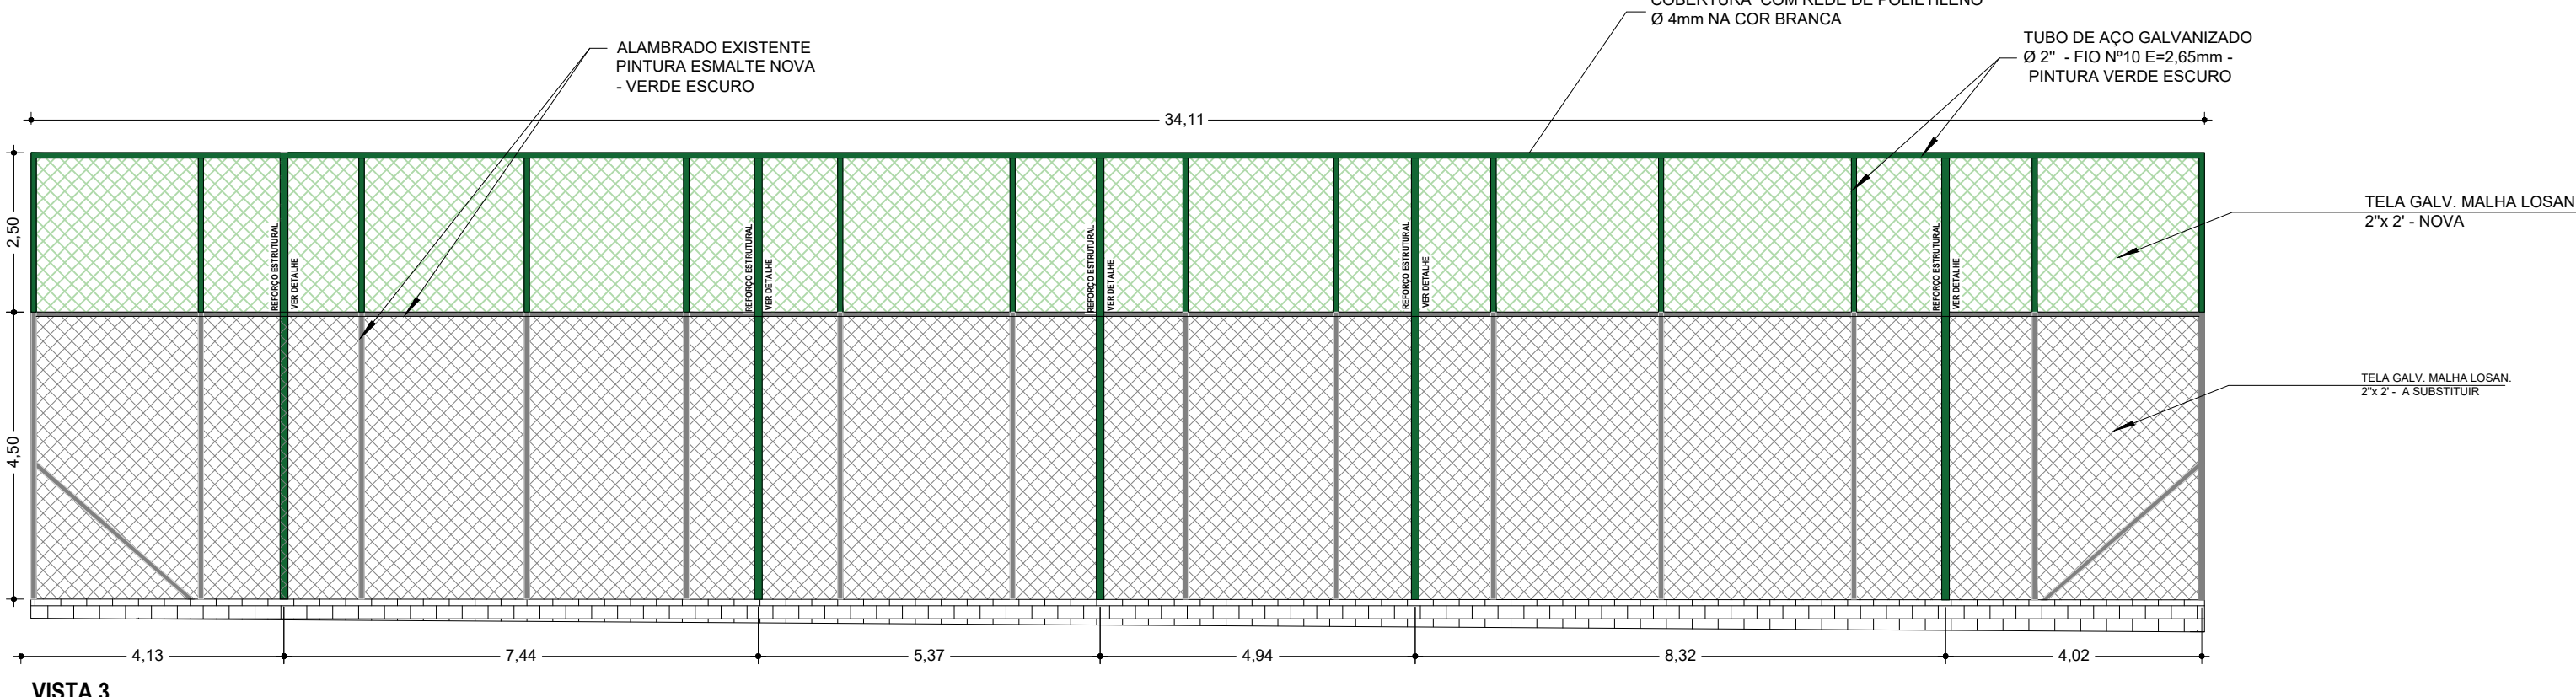 COBERTURA COM REDE DE POLIETILENO
Ø 4mm NA COR BRANCA
ALAMBRADO EXISTENTE
PINTURA ESMALTE NOVA
- VERDE ESCURO
TUBO DE AÇO GALVANIZADO
Ø 2" - FIO Nº10 E=2,65mm -
PINTURA VERDE ESCURO
34,11
2,50
TELA GALV. MALHA LOSAN
2"x 2' - NOVA
REFORÇO ESTRUTURAL
VER DETALHE
REFORÇO ESTRUTURAL
VER DETALHE
REFORÇO ESTRUTURAL
VER DETALHE
REFORÇO ESTRUTURAL
VER DETALHE
REFORÇO ESTRUTURAL
VER DETALHE
4,50
TELA GALV. MALHA LOSAN.
2"x 2' - A SUBSTITUIR
4,13
7,44
5,37
4,94
8,32
4,02
VISTA 3